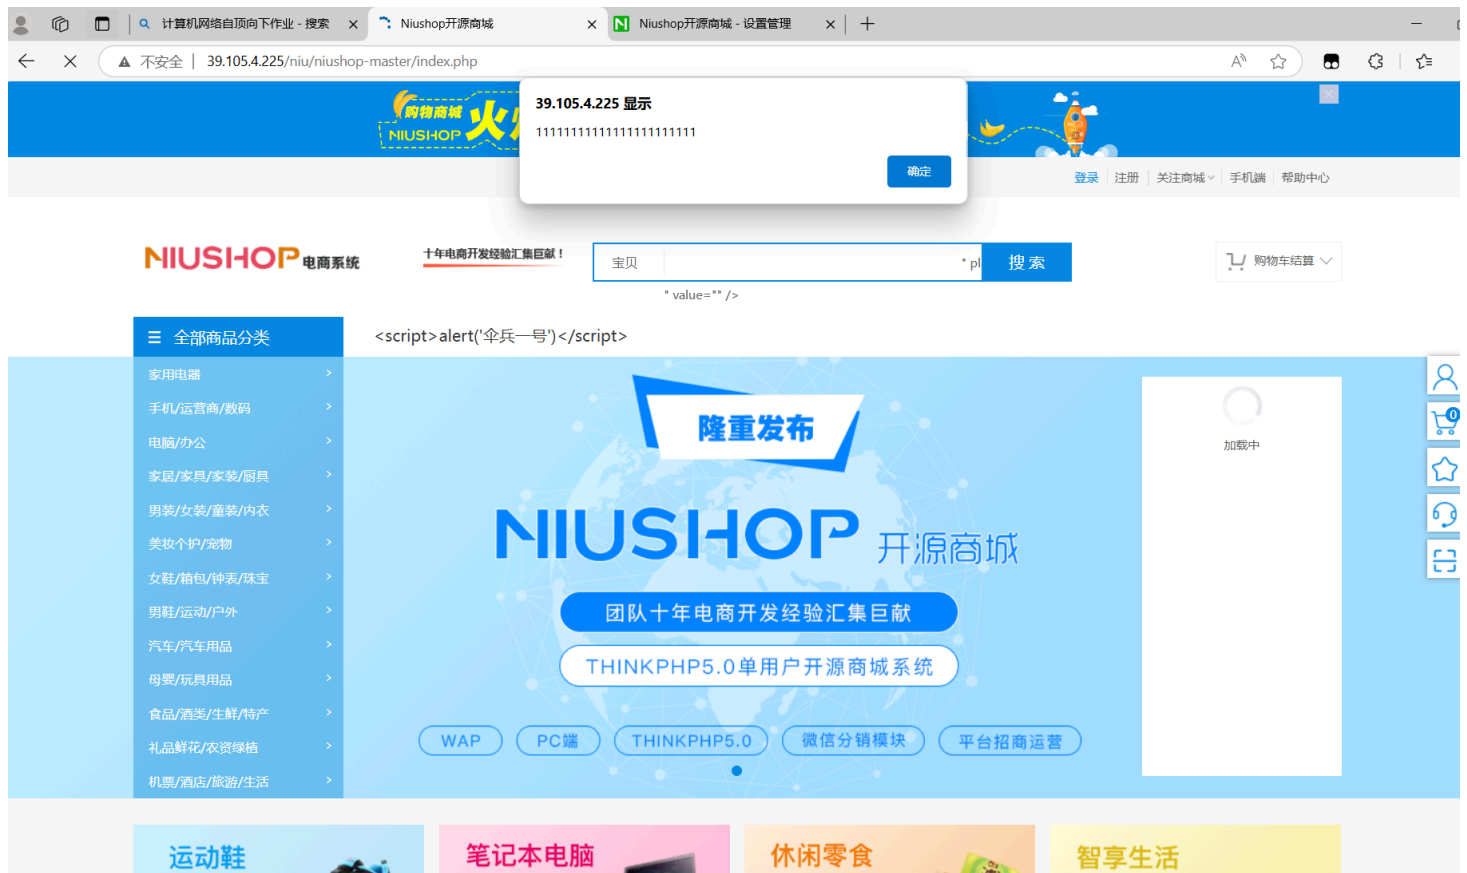 计算机网络自顶向下作业 - 搜索
Niushop开源商城
Niushop开源商城 - 设置管理
不安全
39.105.4.225/niu/niushop-master/index.php
购物商城
NIUSHOP
39.105.4.225 显示
11111111111111111111111
确定
登录 注册 关注商城 手机端 帮助中心
NIUSHOP电商系统
十年电商开发经验汇集巨献！
宝贝
" pl
搜索
购物车结算
" value="" />
全部商品分类
<script>alert('伞兵一号')</script>
家用电器
手机/运营商/数码
电脑/办公
家居/家具/家装/厨具
男装/女装/童装/内衣
美妆个护/宠物
女鞋/箱包/钟表/珠宝
男鞋/运动/户外
汽车/汽车用品
母婴/玩具用品
食品/酒类/生鲜/特产
礼品鲜花/农资绿植
机票/酒店/旅游/生活
隆重发布
NIUSHOP 开源商城
团队十年电商开发经验汇集巨献
THINKPHP5.0单用户开源商城系统
WAP PC端 THINKPHP5.0 微信分销模块 平台招商运营
加载中
0
运动鞋
笔记本电脑
休闲零食
智享生活